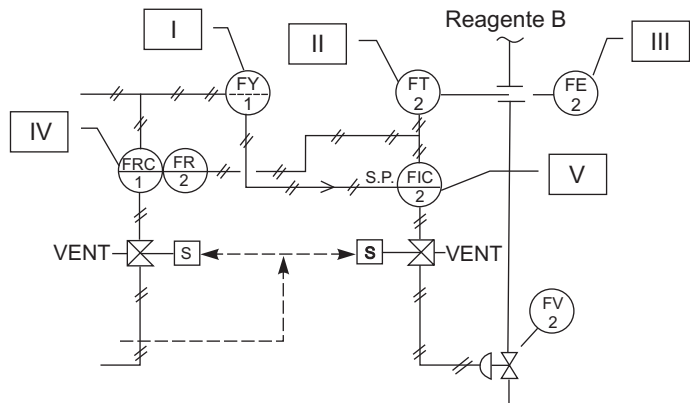 Reagente B
I
II
III
FY
1
FT
2
FE
2
IV
FRC
1
FR
2
S.P.
FIC
2
V
VENT
S
S
VENT
FV
2